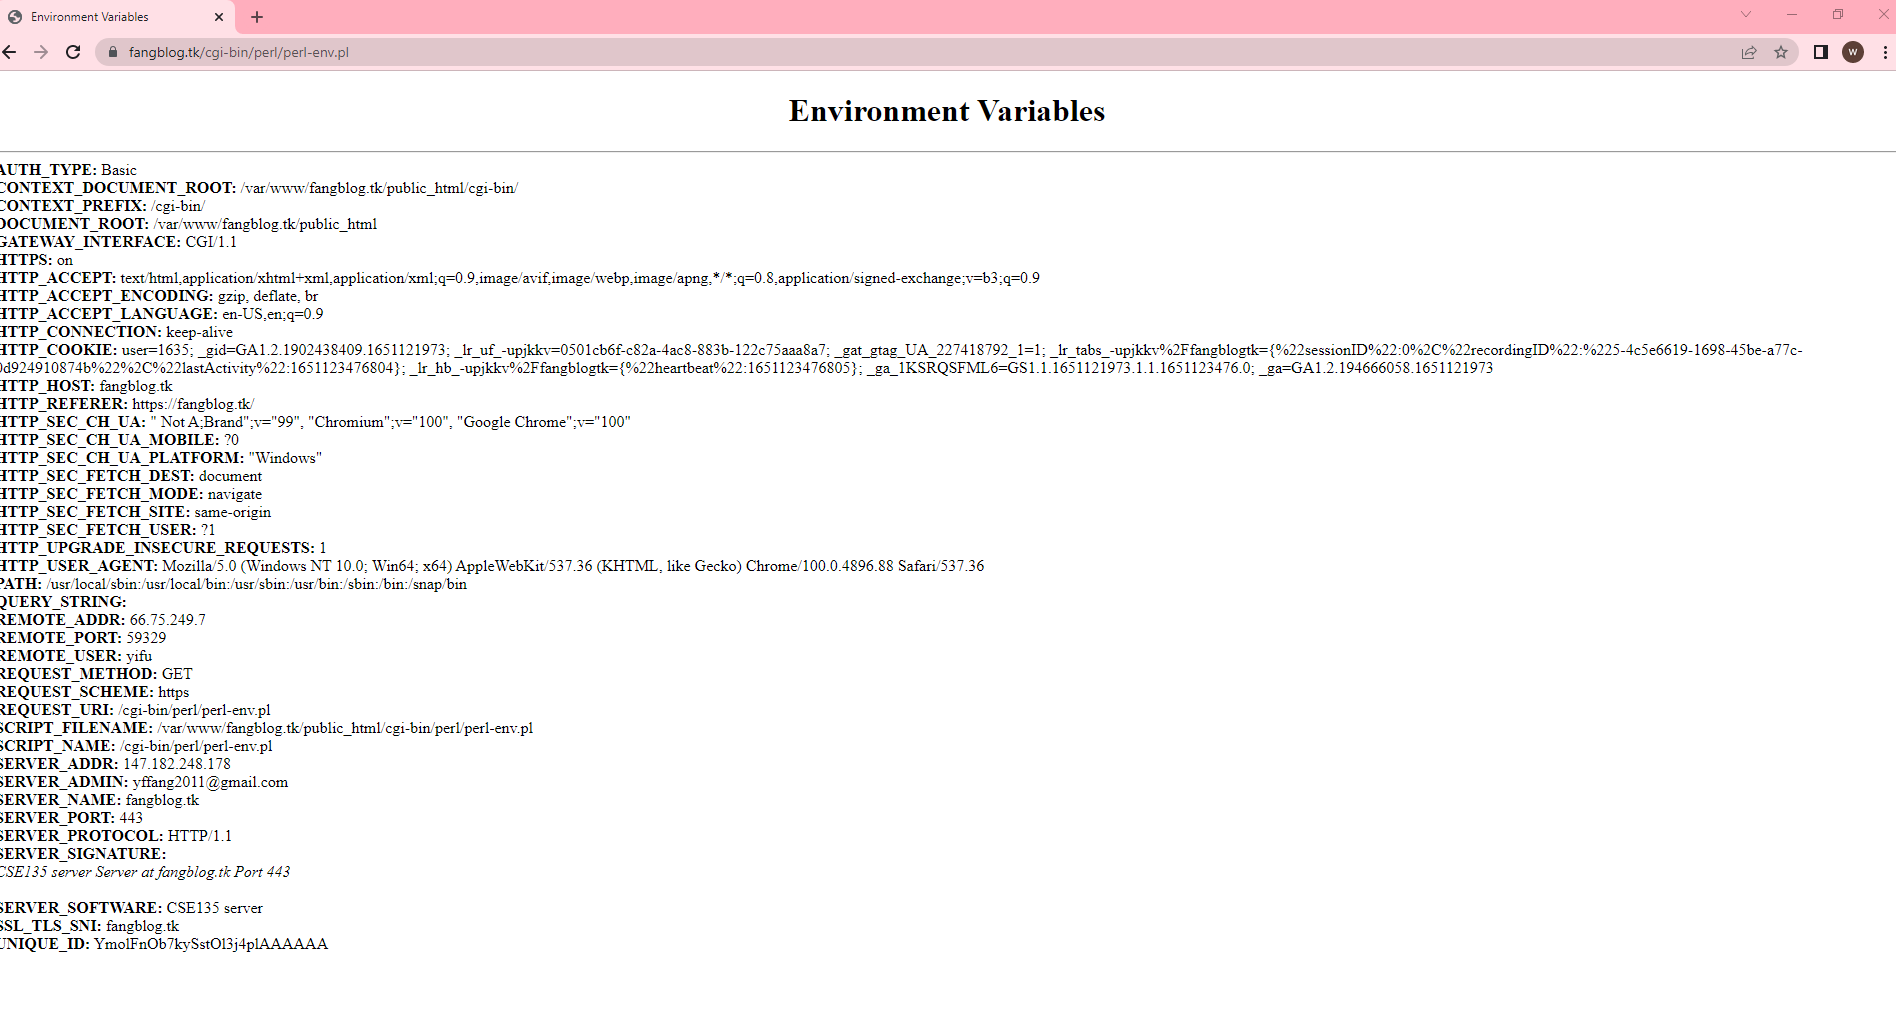 Environment Variables
fangblog.tk/cgi-bin/perl/perl-env.pl
W
Environment Variables
AUTH_TYPE: Basic
CONTEXT_DOCUMENT_ROOT: /var/www/fangblog.tk/public_html/cgi-bin/
CONTEXT_PREFIX: /cgi-bin/
DOCUMENT_ROOT: /var/www/fangblog.tk/public_html
GATEWAY_INTERFACE: CGI/1.1
HTTPS: on
HTTP_ACCEPT: text/html,application/xhtml+xml,application/xml;q=0.9,image/avif,image/webp,image/apng,*/*;q=0.8,application/signed-exchange;v=b3;q=0.9
HTTP_ACCEPT_ENCODING: gzip, deflate, br
HTTP_ACCEPT_LANGUAGE: en-US,en;q=0.9
HTTP_CONNECTION: keep-alive
HTTP_COOKIE: user=1635; _gid=GA1.2.1902438409.1651121973; _lr_uf_-upjkkv=0501cb6f-c82a-4ac8-883b-122c75aaa8a7; _gat_gtag_UA_227418792_1=1; _lr_tabs_-upjkkv%2Ffangblogtk={%22sessionID%22:0%2C%22recordingID%22:%225-4c5e6619-1698-45be-a77c-
0d924910874b%22%2C%22lastActivity%22:1651123476804}; _lr_hb_-upjkkv%2Ffangblogtk={%22heartbeat%22:1651123476805}; _ga_1KSRQSFML6=GS1.1.1651121973.1.1.1651123476.0; _ga=GA1.2.194666058.1651121973
HTTP_HOST: fangblog.tk
HTTP_REFERER: https://fangblog.tk/
HTTP_SEC_CH_UA: " Not A;Brand";v="99", "Chromium";v="100", "Google Chrome";v="100"
HTTP_SEC_CH_UA_MOBILE: ?0
HTTP_SEC_CH_UA_PLATFORM: "Windows"
HTTP_SEC_FETCH_DEST: document
HTTP_SEC_FETCH_MODE: navigate
HTTP_SEC_FETCH_SITE: same-origin
HTTP_SEC_FETCH_USER: ?1
HTTP_UPGRADE_INSECURE_REQUESTS: 1
HTTP_USER_AGENT: Mozilla/5.0 (Windows NT 10.0; Win64; x64) AppleWebKit/537.36 (KHTML, like Gecko) Chrome/100.0.4896.88 Safari/537.36
PATH: /usr/local/sbin:/usr/local/bin:/usr/sbin:/usr/bin:/sbin:/bin:/snap/bin
QUERY_STRING:
REMOTE_ADDR: 66.75.249.7
REMOTE_PORT: 59329
REMOTE_USER: yifu
REQUEST_METHOD: GET
REQUEST_SCHEME: https
REQUEST_URI: /cgi-bin/perl/perl-env.pl
SCRIPT_FILENAME: /var/www/fangblog.tk/public_html/cgi-bin/perl/perl-env.pl
SCRIPT_NAME: /cgi-bin/perl/perl-env.pl
SERVER_ADDR: 147.182.248.178
SERVER_ADMIN: yffang2011@gmail.com
SERVER_NAME: fangblog.tk
SERVER_PORT: 443
SERVER_PROTOCOL: HTTP/1.1
SERVER_SIGNATURE:
CSE135 server Server at fangblog.tk Port 443
SERVER_SOFTWARE: CSE135 server
SSL_TLS_SNI: fangblog.tk
UNIQUE_ID: YmolFnOb7kySstOl3j4plAAAAAA